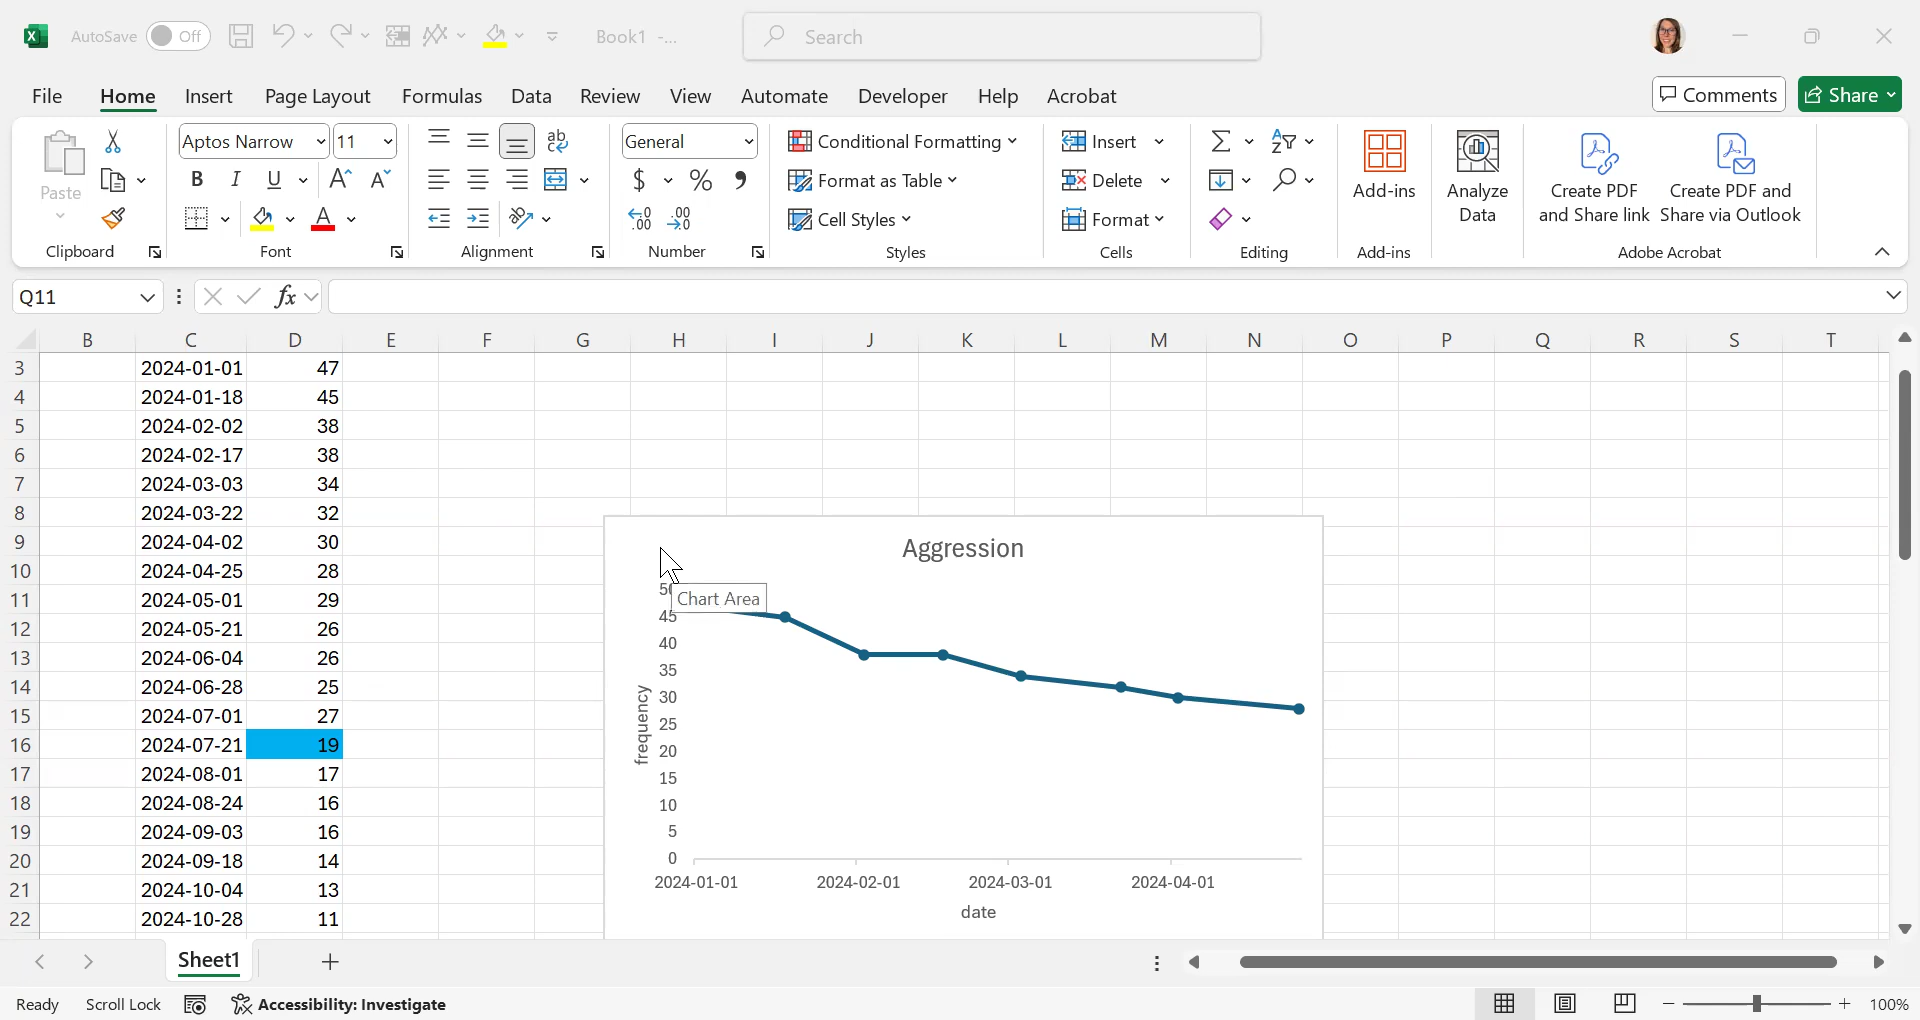 AutoSave Off Book1 -... Search
File Home Insert Page Layout Formulas Data Review View Automate Developer Help Acrobat Comments Share
Paste
Clipboard
Aptos Narrow 11
B I U A A
A
Font
ab
Alignment
General
$ % 9
.00
.00
Number
Conditional Formatting
Format as Table
Cell Styles
Styles
Insert
Delete
Format
Cells
Editing
Add-ins
Add-ins
Analyze
Data
Create PDF
and Share link
Create PDF and
Share via Outlook
Adobe Acrobat
Q11 fx
B C D E F G H I J K L M N O P Q R S T
3 2024-01-01 47
4 2024-01-18 45
5 2024-02-02 38
6 2024-02-17 38
7 2024-03-03 34
8 2024-03-22 32
9 2024-04-02 30
10 2024-04-25 28
11 2024-05-01 29
12 2024-05-21 26
13 2024-06-04 26
14 2024-06-28 25
15 2024-07-01 27
16 2024-07-21 19
17 2024-08-01 17
18 2024-08-24 16
19 2024-09-03 16
20 2024-09-18 14
21 2024-10-04 13
22 2024-10-28 11
Aggression
Chart Area
45
40
35
30
25
20
15
10
5
0
frequency
2024-01-01 2024-02-01 2024-03-01 2024-04-01
date
Sheet1
Ready Scroll Lock Accessibility: Investigate 100%